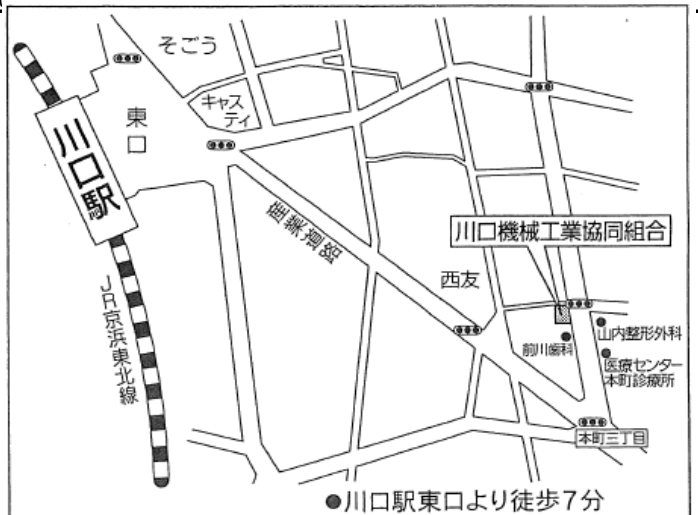 そごう
キャス
ティ
東口
川口駅
産業道路
川口機械工業協同組合
西友
JR京浜東北線
前川歯科
山内整形外科
医療センター
本町診療所
本町三丁目
●川口駅東口より徒歩7分